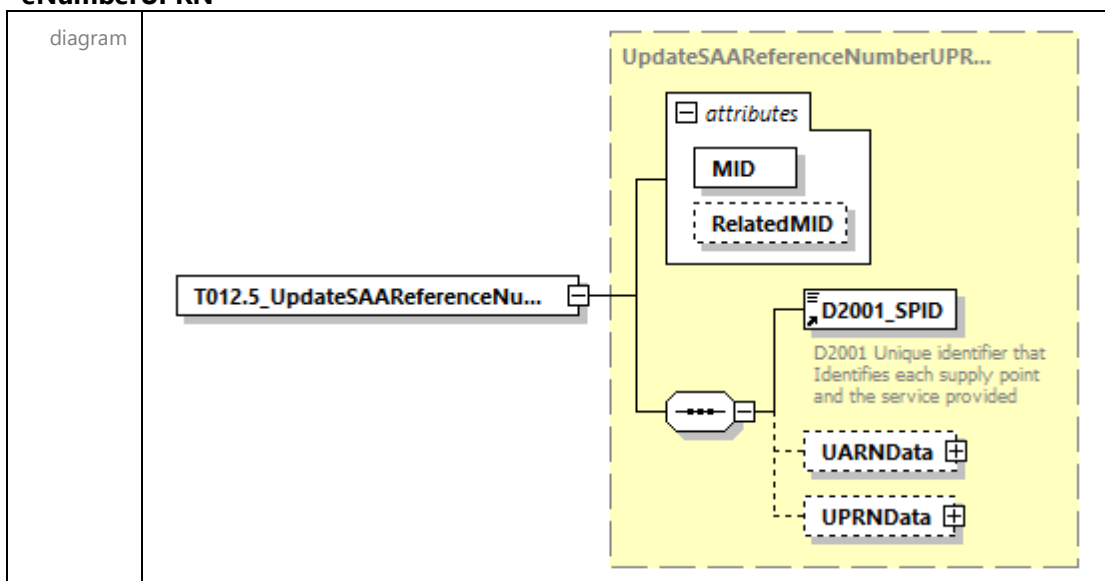 eNumberUPRN
diagram
UpdateSAAReferenceNumberUPR...
attributes
MID
RelatedMID
T012.5_UpdateSAAReferenceNu...
D2001_SPID
D2001 Unique identifier that
Identifies each supply point
and the service provided
UARNData
UPRNData